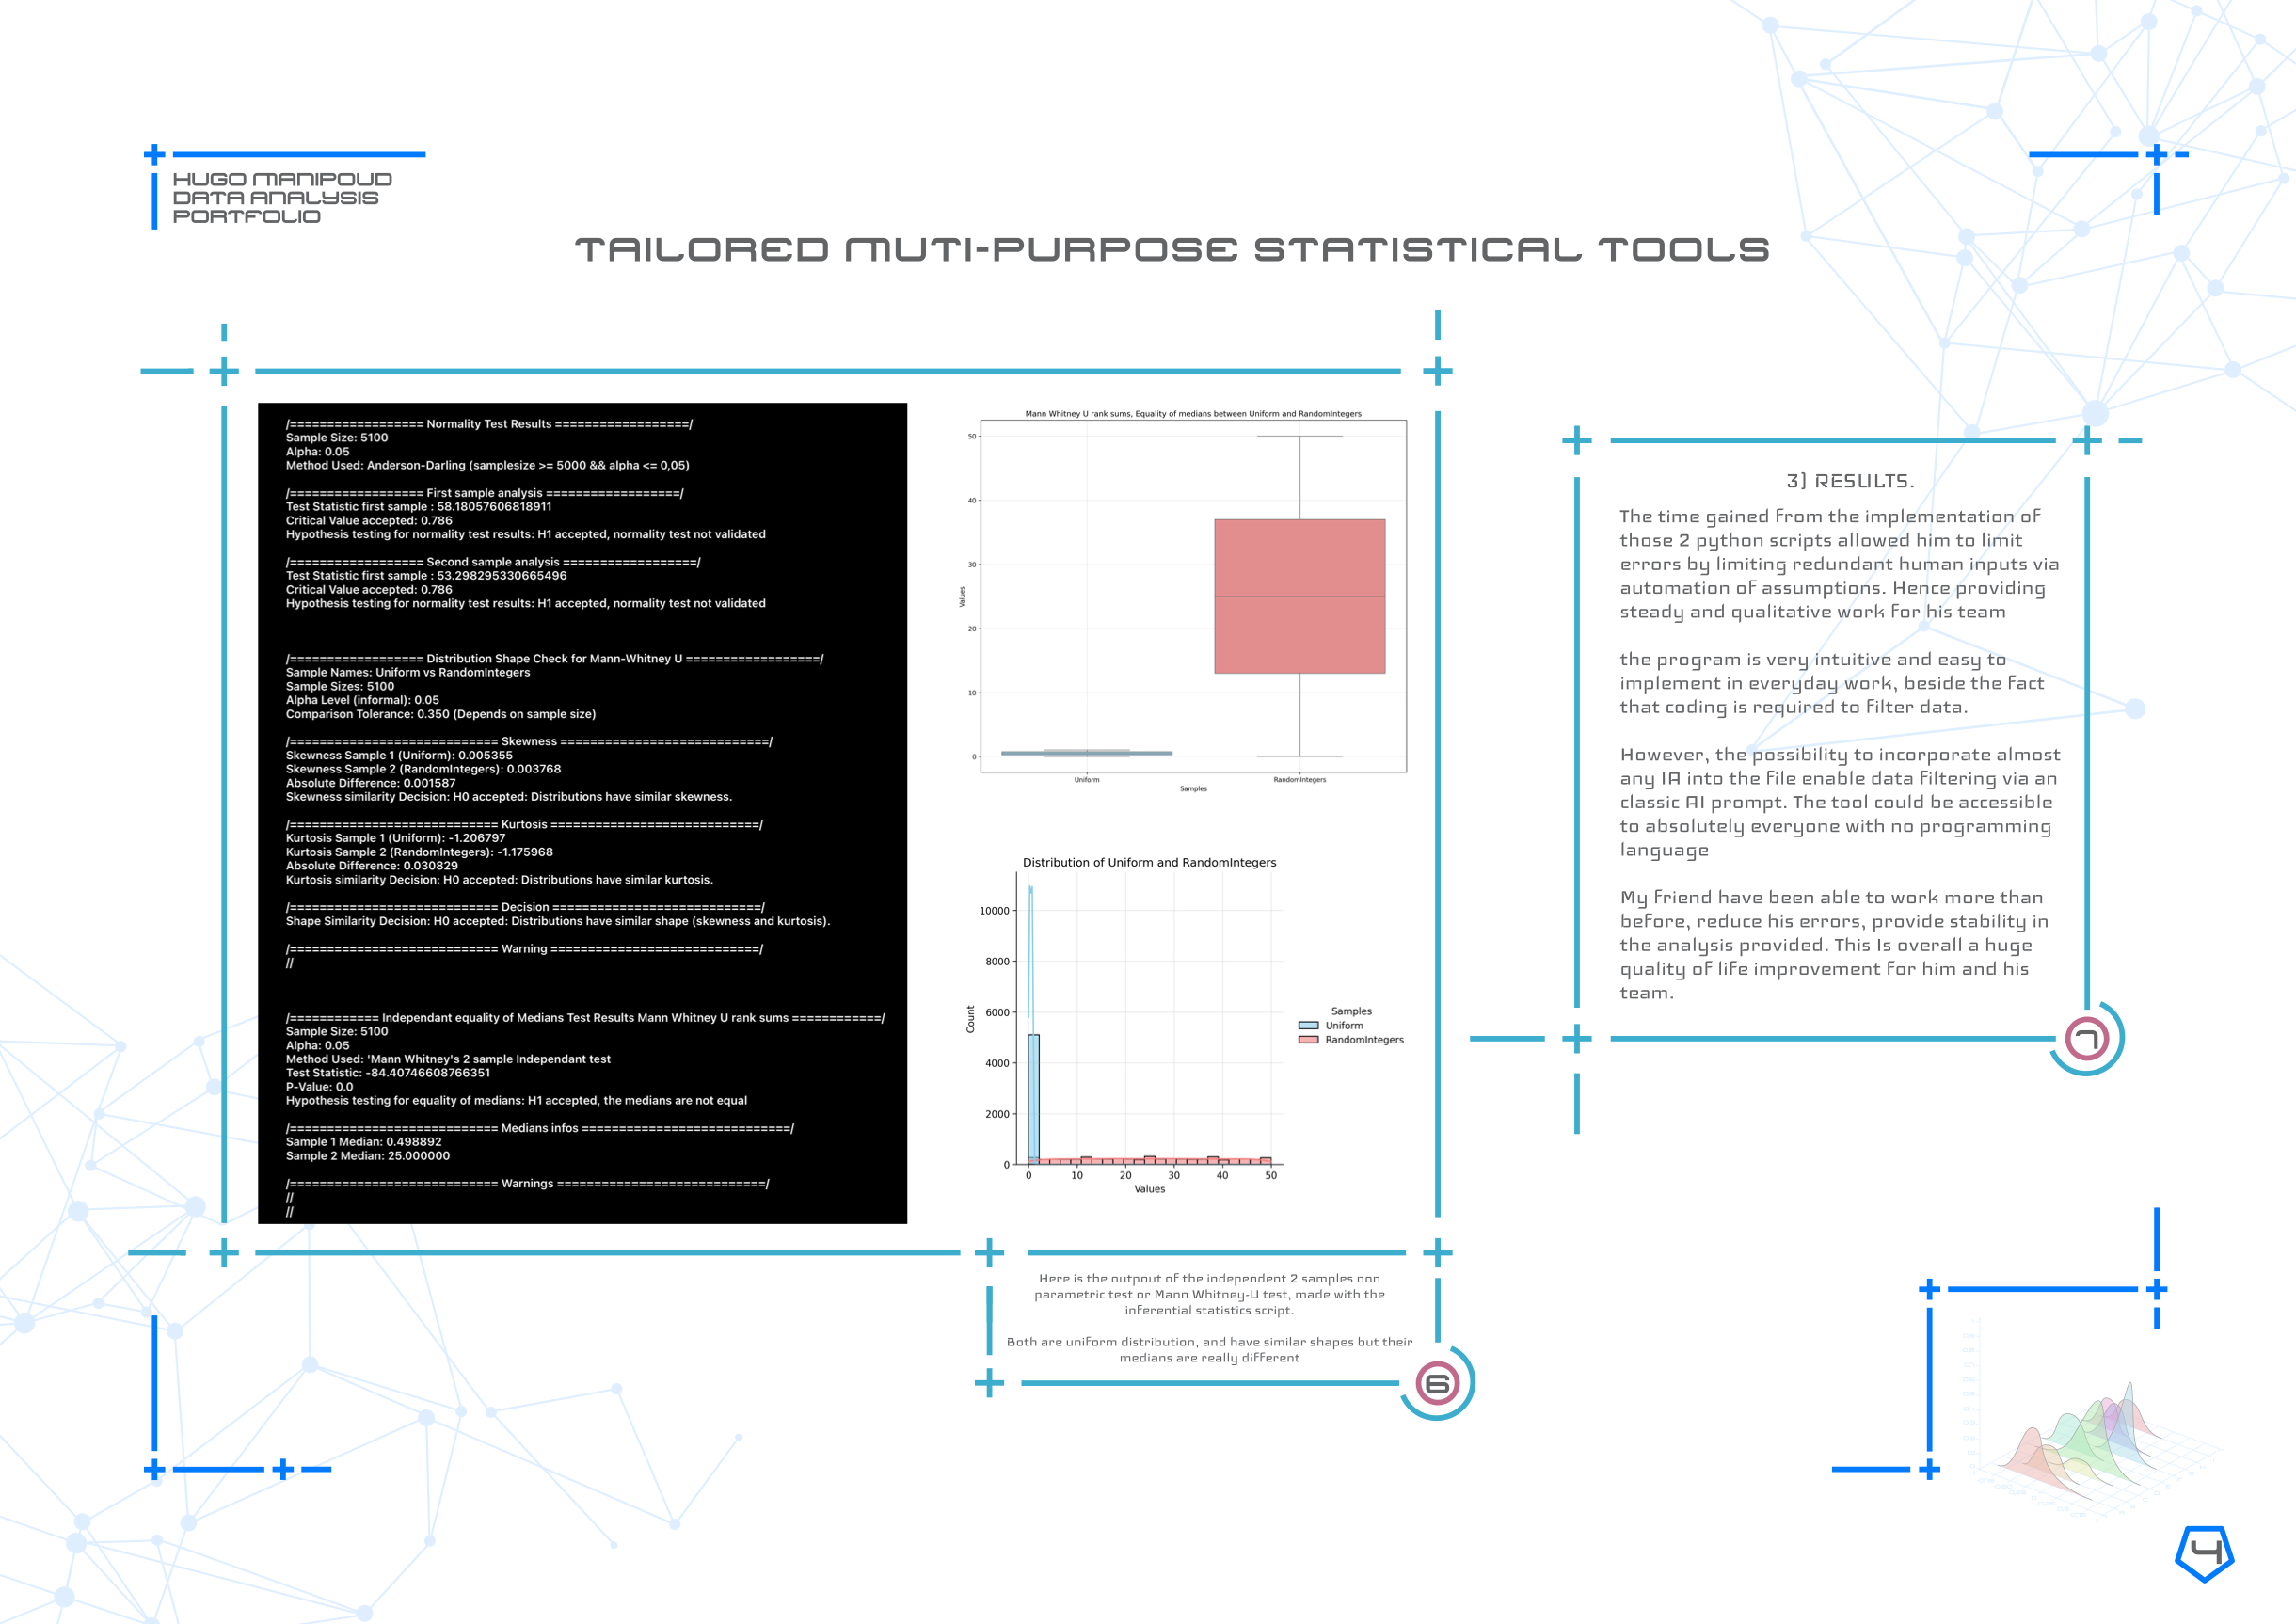 HUGO MANIPOUD
DATA ANALYSIS
PORTFOLIO
TAILORED MUTI-PURPOSE STATISTICAL TOOLS
/================== Normality Test Results ==================/
Sample Size: 5100
Alpha: 0.05
Method Used: Anderson-Darling (samplesize >= 5000 && alpha <= 0,05)
/================== First sample analysis ==================/
Test Statistic first sample : 58.18057606818911
Critical Value accepted: 0.786
Hypothesis testing for normality test results: H1 accepted, normality test not validated
/================== Second sample analysis ==================/
Test Statistic first sample : 53.298295330665496
Critical Value accepted: 0.786
Hypothesis testing for normality test results: H1 accepted, normality test not validated
/================== Distribution Shape Check for Mann-Whitney U ==================/
Sample Names: Uniform vs RandomIntegers
Sample Sizes: 5100
Alpha Level (informal): 0.05
Comparison Tolerance: 0.350 (Depends on sample size)
/============================ Skewness ============================/
Skewness Sample 1 (Uniform): 0.005355
Skewness Sample 2 (RandomIntegers): 0.003768
Absolute Difference: 0.001587
Skewness similarity Decision: H0 accepted: Distributions have similar skewness.
/============================ Kurtosis ============================/
Kurtosis Sample 1 (Uniform): -1.206797
Kurtosis Sample 2 (RandomIntegers): -1.175968
Absolute Difference: 0.030829
Kurtosis similarity Decision: H0 accepted: Distributions have similar kurtosis.
/============================ Decision ============================/
Shape Similarity Decision: H0 accepted: Distributions have similar shape (skewness and kurtosis).
/============================ Warning ============================/
//
/============ Independant equality of Medians Test Results Mann Whitney U rank sums ============/
Sample Size: 5100
Alpha: 0.05
Method Used: 'Mann Whitney's 2 sample Independant test
Test Statistic: -84.40746608766351
P-Value: 0.0
Hypothesis testing for equality of medians: H1 accepted, the medians are not equal
/============================ Medians infos ============================/
Sample 1 Median: 0.498892
Sample 2 Median: 25.000000
/============================ Warnings ============================/
//
//
Mann Whitney U rank sums, Equality of medians between Uniform and RandomIntegers
50
40
30
20
10
0
Values
Uniform
RandomIntegers
Samples
Distribution of Uniform and RandomIntegers
10000
8000
6000
4000
2000
0
Count
0 10 20 30 40 50
Values
Samples
Uniform
RandomIntegers
Here is the outpout of the independent 2 samples non
parametric test or Mann Whitney-U test, made with the
inferential statistics script.
Both are uniform distribution, and have similar shapes but their
medians are really different
6
3) RESULTS.
The time gained from the implementation of
those 2 python scripts allowed him to limit
errors by limiting redundant human inputs via
automation of assumptions. Hence providing
steady and qualitative work for his team
the program is very intuitive and easy to
implement in everyday work, beside the fact
that coding is required to filter data.
However, the possibility to incorporate almost
any IA into the file enable data filtering via an
classic AI prompt. The tool could be accessible
to absolutely everyone with no programming
language
My friend have been able to work more than
before, reduce his errors, provide stability in
the analysis provided. This Is overall a huge
quality of life improvement for him and his
team.
7
4